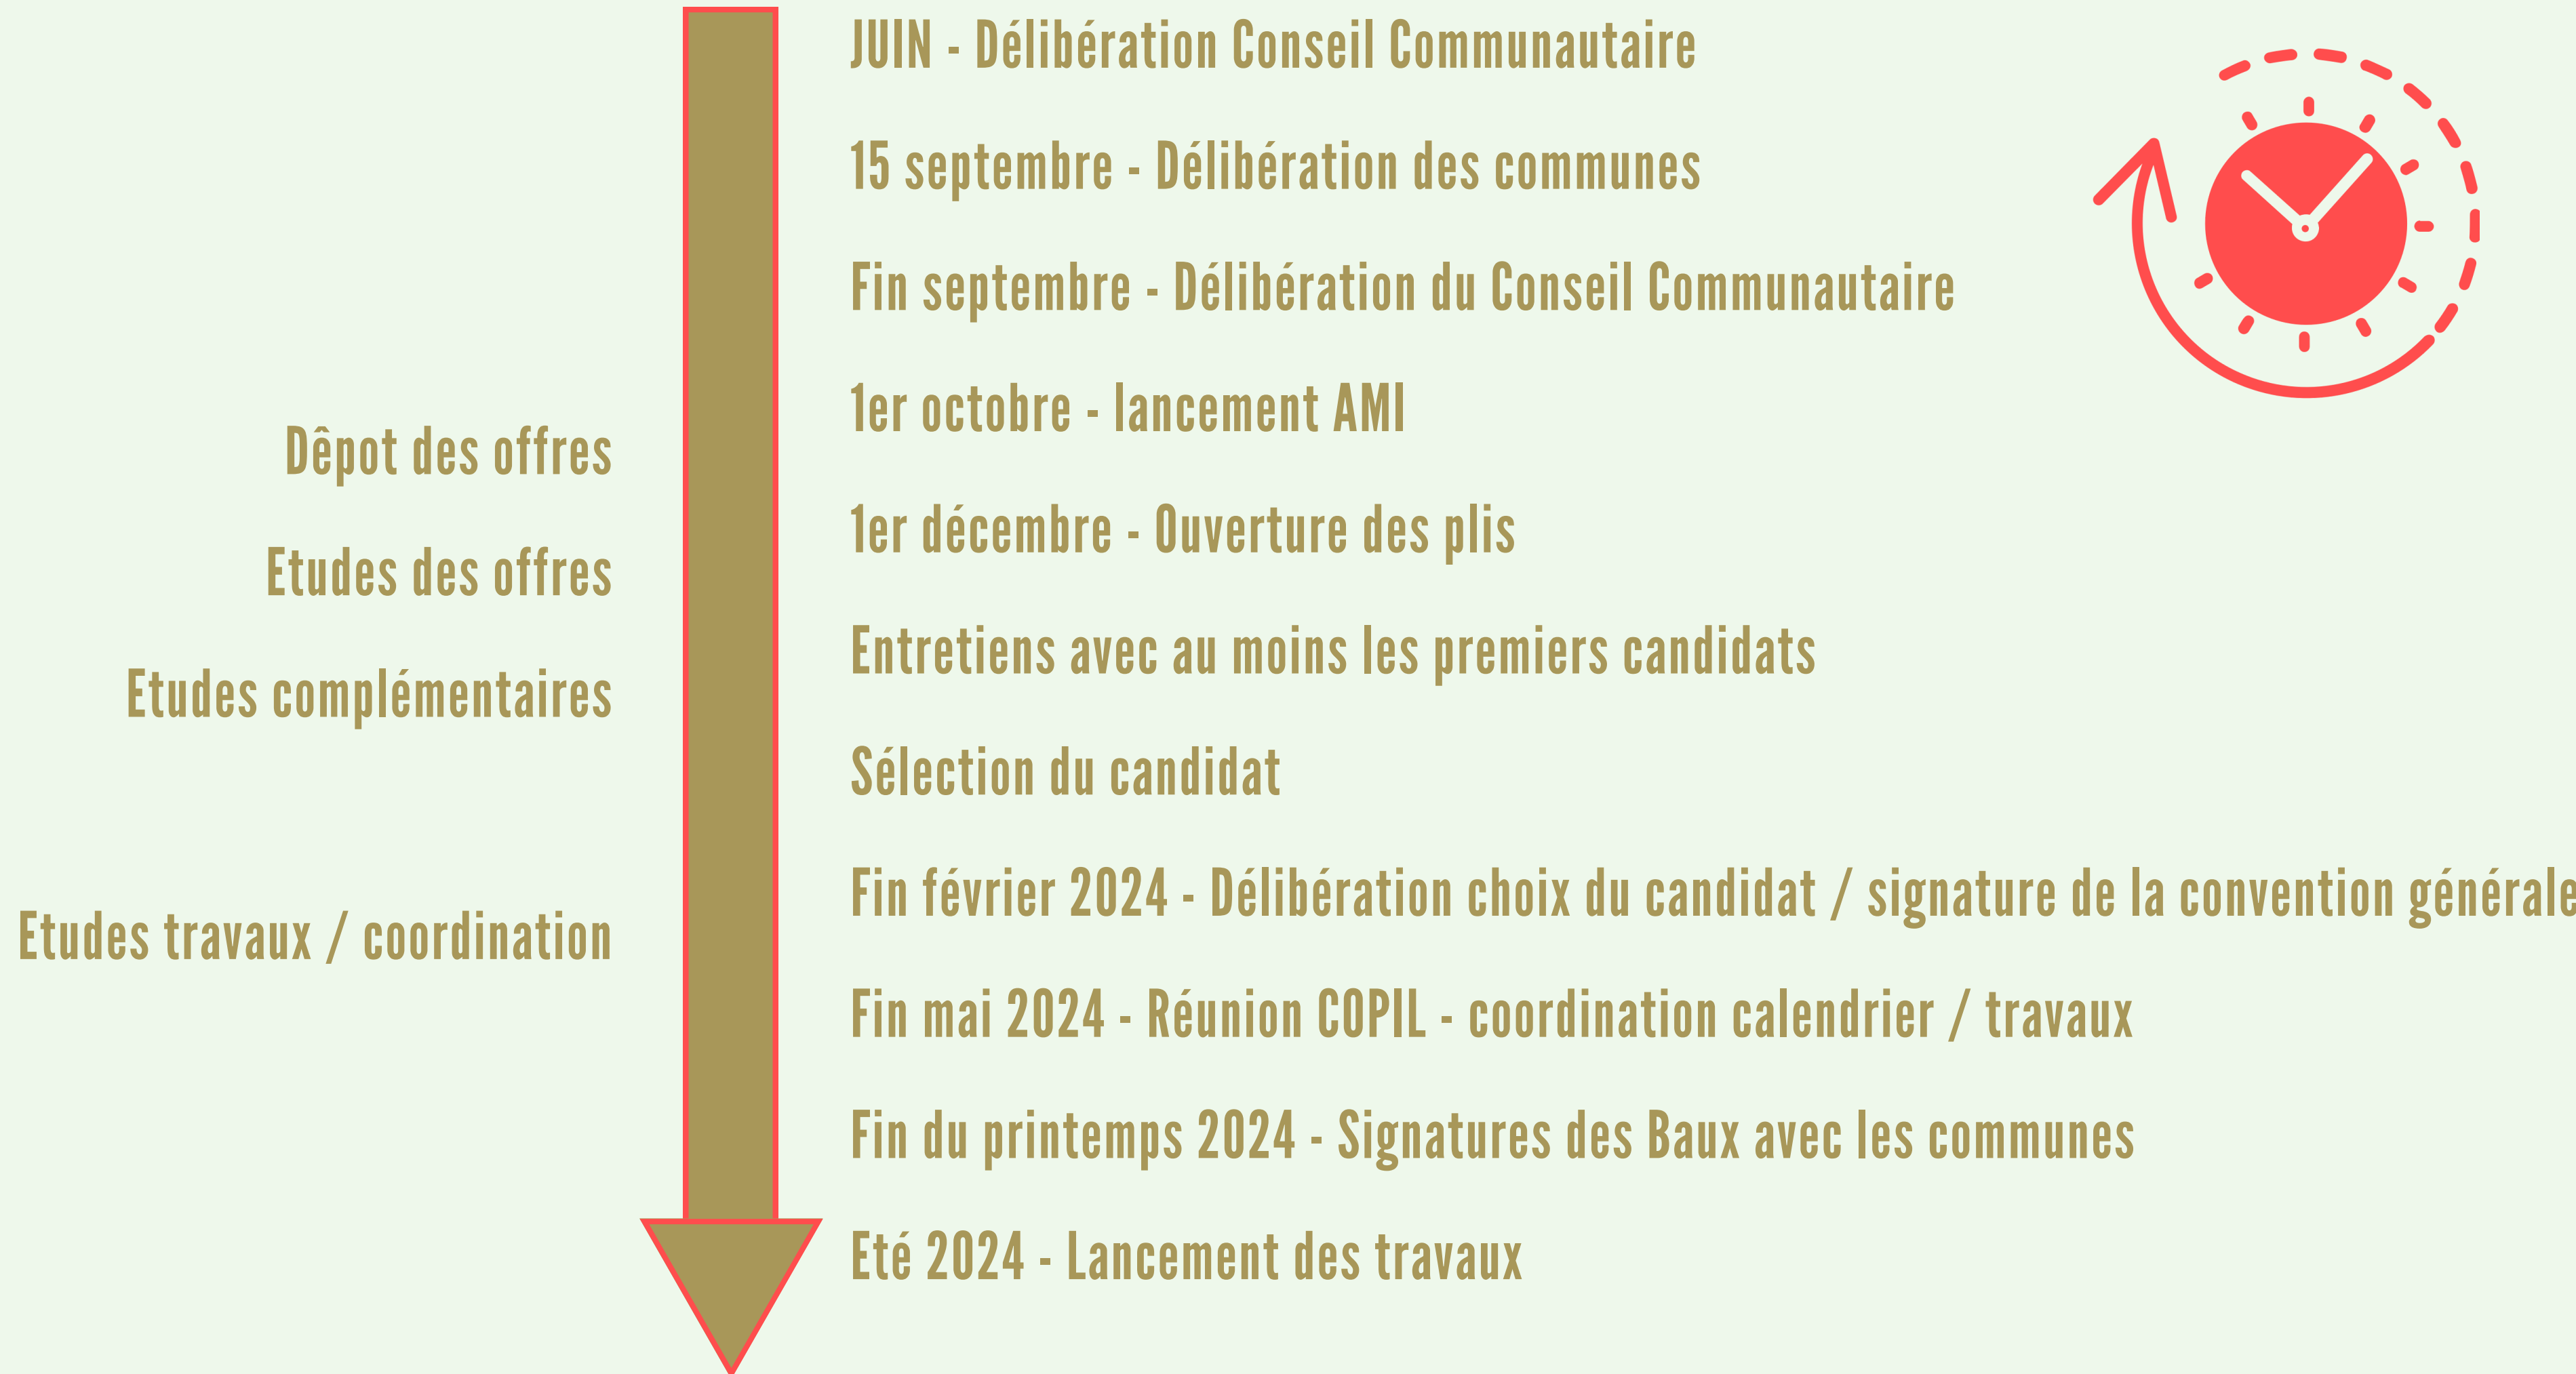 JUIN - Délibération Conseil Communautaire
15 septembre - Délibération des communes
Fin septembre - Délibération du Conseil Communautaire
1er octobre - lancement AMI
Dêpot des offres
1er décembre - Ouverture des plis
Etudes des offres
Entretiens avec au moins les premiers candidats
Etudes complémentaires
Sélection du candidat
Fin février 2024 - Délibération choix du candidat / signature de la convention générale
Etudes travaux / coordination
Fin mai 2024 - Réunion COPIL - coordination calendrier / travaux
Fin du printemps 2024 - Signatures des Baux avec les communes
Eté 2024 - Lancement des travaux